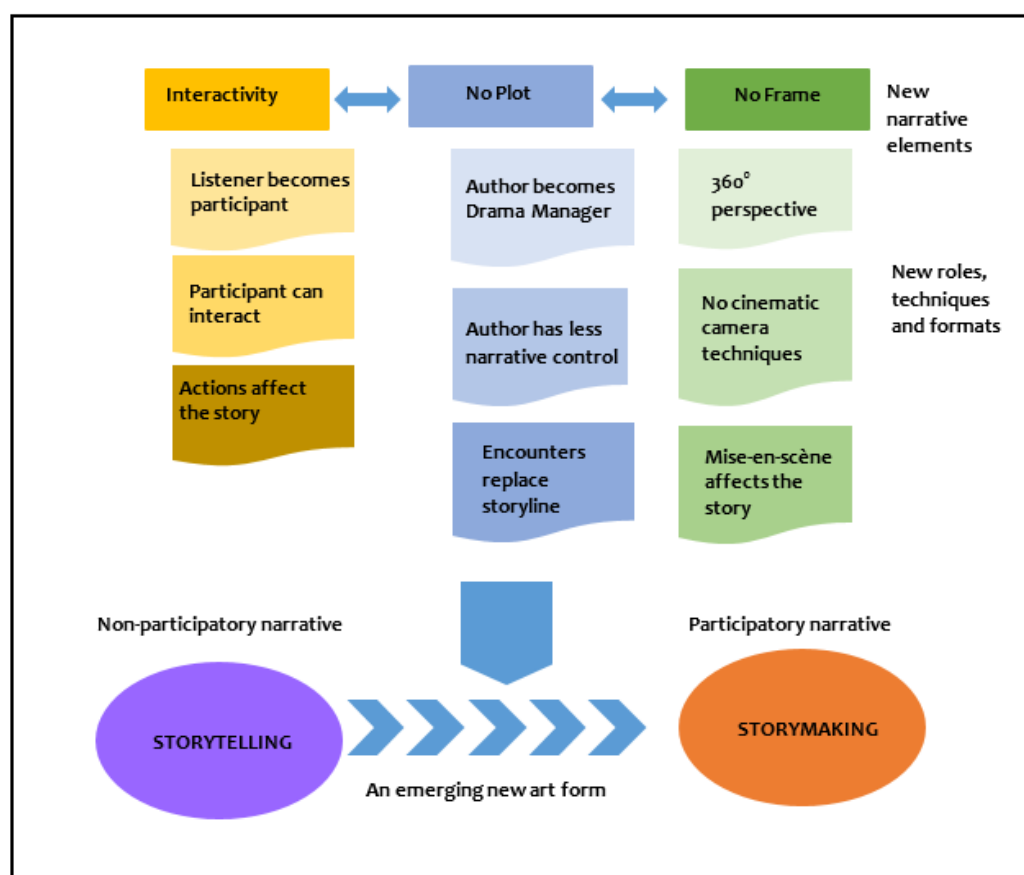 Interactivity
No Plot
No Frame
New
narrative
elements
Listener becomes
participant
Participant can
interact
Actions affect
the story
Author becomes
Drama Manager
Author has less
narrative control
Encounters
replace
storyline
360°
perspective
No cinematic
camera
techniques
Mise-en-scène
affects the
story
New roles,
techniques
and formats
Non-participatory narrative
Participatory narrative
STORYTELLING
STORYMAKING
An emerging new art form